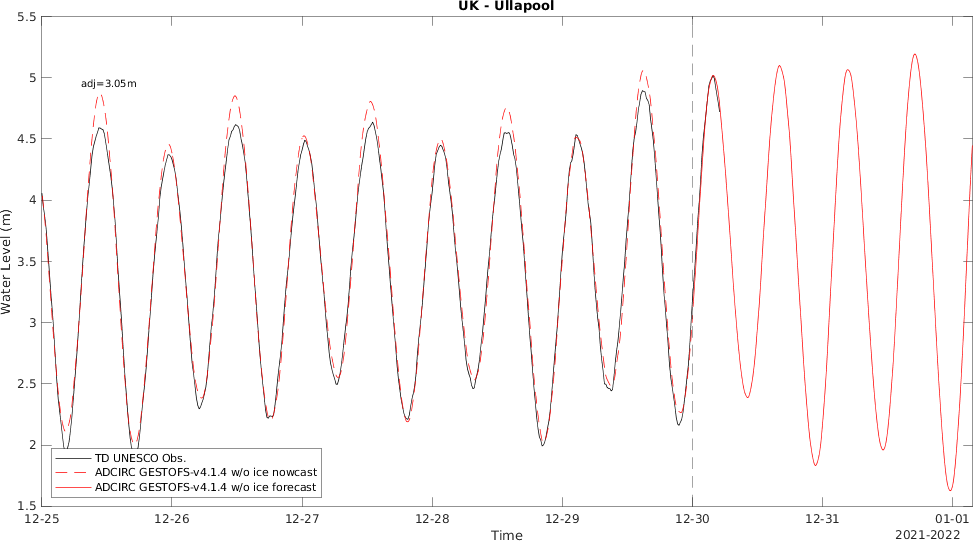 UK - Ullapool
5.5
5
4.5
4
3.5
3
2.5
2
1.5
Water Level (m)
adj=3.05m
TD UNESCO Obs.
ADCIRC GESTOFS-v4.1.4 w/o ice nowcast
ADCIRC GESTOFS-v4.1.4 w/o ice forecast
12-25 12-26 12-27 12-28 12-29 12-30 12-31 01-01
Time
2021-2022